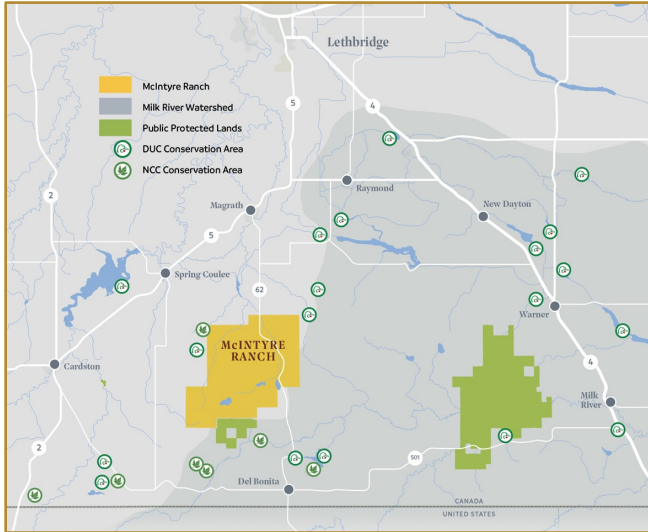 Lethbridge
McIntyre Ranch
Milk River Watershed
Public Protected Lands
DUC Conservation Area
NCC Conservation Area
5
4
2
Raymond
Magrath
New Dayton
5
Spring Coulee
62
Warner
McINTYRE
RANCH
Cardston
4
Milk
River
2
501
Del Bonita
CANADA
UNITED STATES